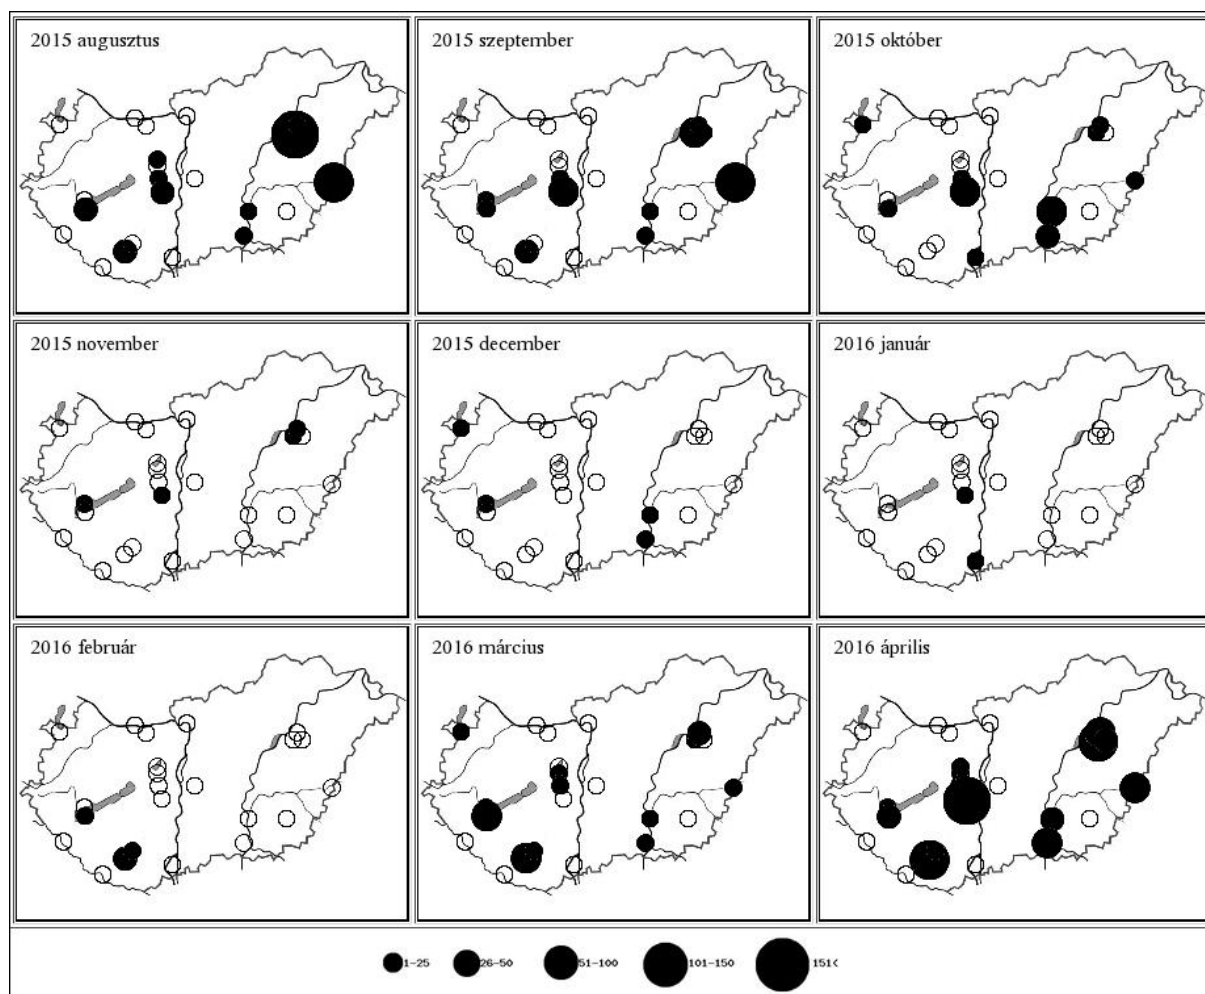 2015 augusztus
2015 szeptember
2015 október
2015 november
2015 december
2016 január
2016 február
2016 március
2016 április
1-25
26-50
51-100
101-150
151<